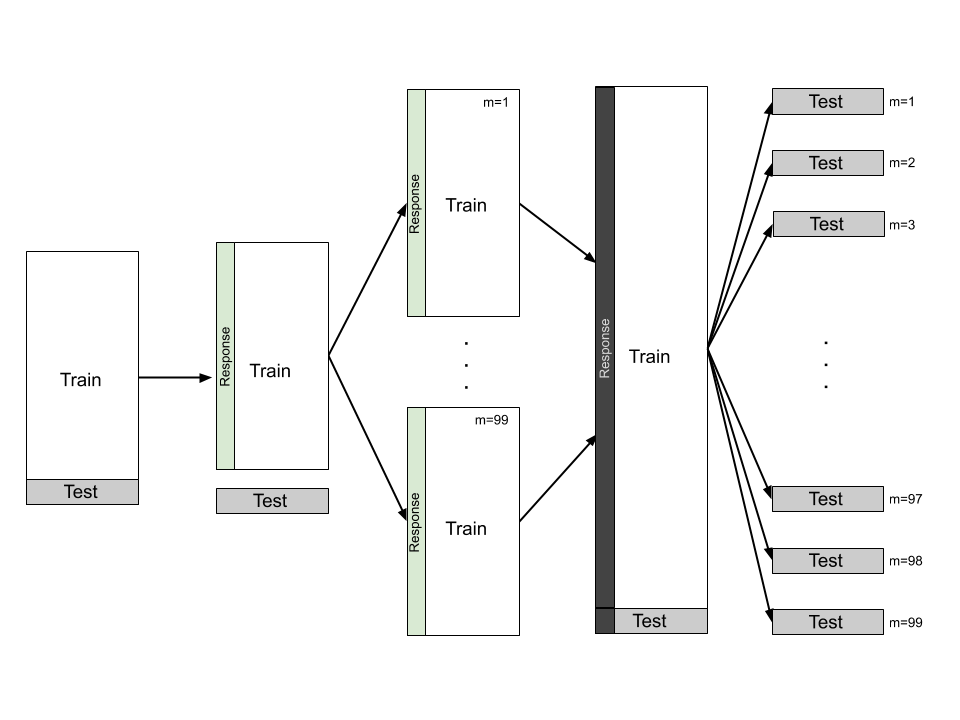 Train
Test
Response
Train
Test
m=1
Response
Train
.
.
.
m=99
Response
Train
Response
Train
Test
Test
m=1
Test
m=2
Test
m=3
.
.
.
Test
m=97
Test
m=98
Test
m=99